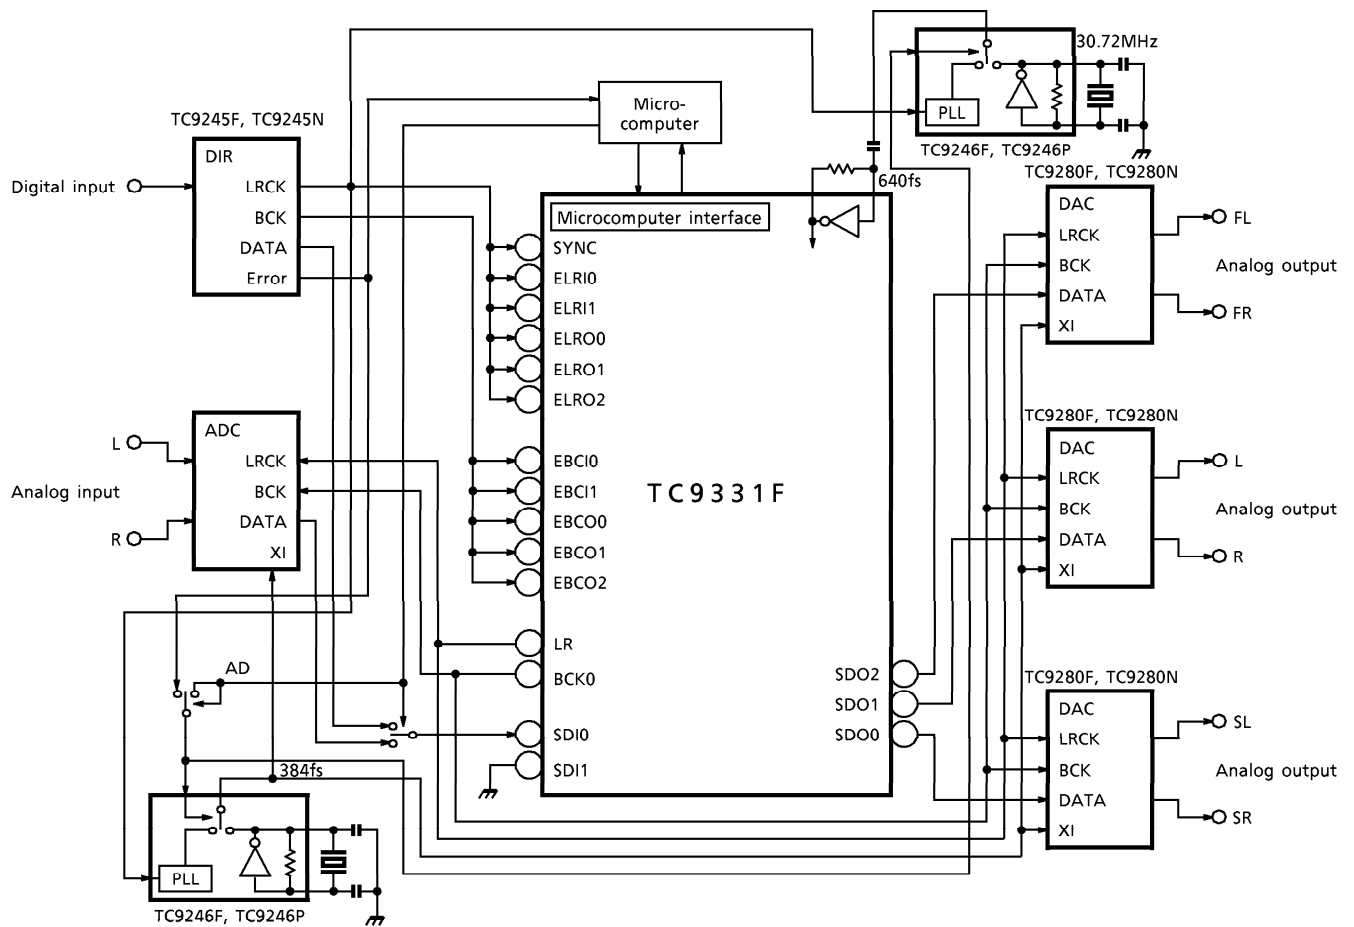 30.72MHz
PLL
TC9246F, TC9246P
Micro-
computer
TC9245F, TC9245N
DIR
Digital input
LRCK
BCK
DATA
Error
640fs
Microcomputer interface
SYNC
ELRI0
ELRI1
ELRO0
ELRO1
ELRO2
EBCI0
EBCI1
EBCO0
EBCO1
EBCO2
LR
BCK0
SDI0
SDI1
TC9331F
SDO2
SDO1
SDO0
ADC
L
Analog input
R
LRCK
BCK
DATA
XI
AD
384fs
PLL
TC9246F, TC9246P
TC9280F, TC9280N
DAC
LRCK
BCK
DATA
XI
FL
Analog output
FR
TC9280F, TC9280N
DAC
LRCK
BCK
DATA
XI
L
Analog output
R
TC9280F, TC9280N
DAC
LRCK
BCK
DATA
XI
SL
Analog output
SR